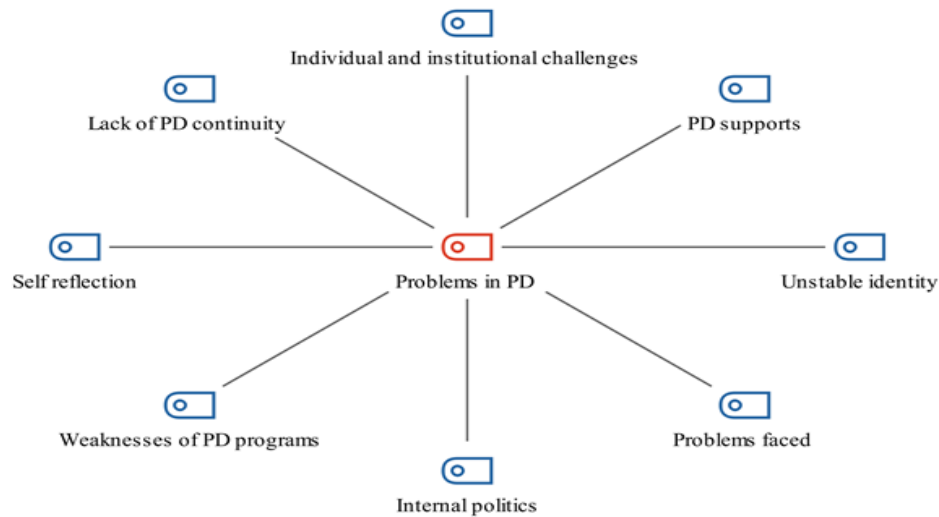 Individual and institutional challenges
Lack of PD continuity
PD supports
Self reflection
Problems in PD
Unstable identity
Weaknesses of PD programs
Problems faced
Internal politics